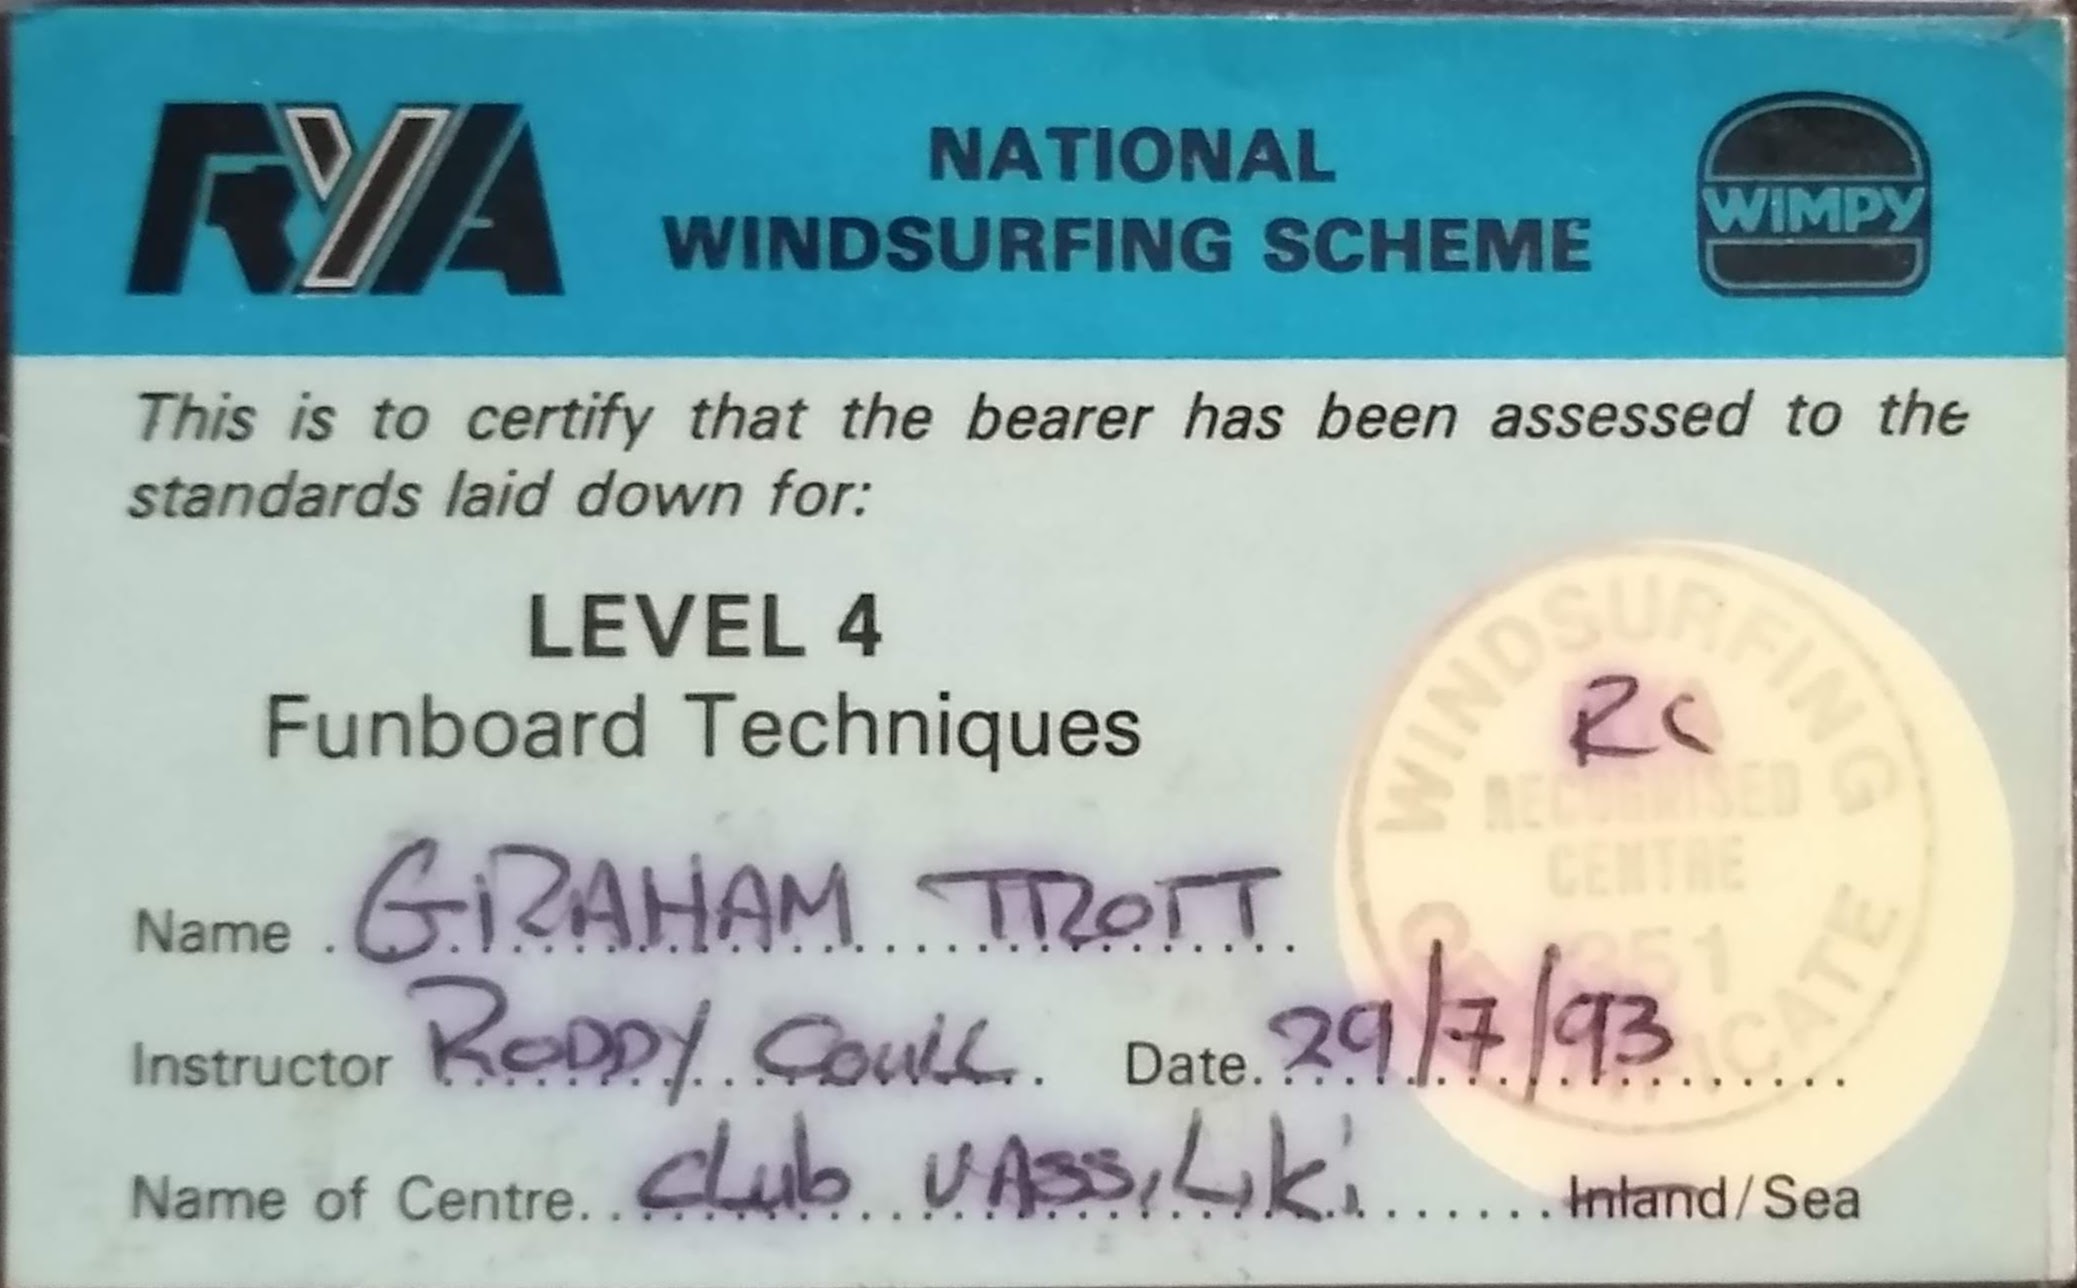 RYA
NATIONAL
WINDSURFING SCHEME
WIMPY
This is to certify that the bearer has been assessed to the
standards laid down for:
LEVEL 4
Funboard Techniques
WINDSURFING
RC
RECOGNISED
CENTRE
351
CERTIFICATE
Name GRAHAM TROTT
Instructor RODDY COULL Date 29/7/93
Name of Centre Club VASSiLiKi Inland/Sea